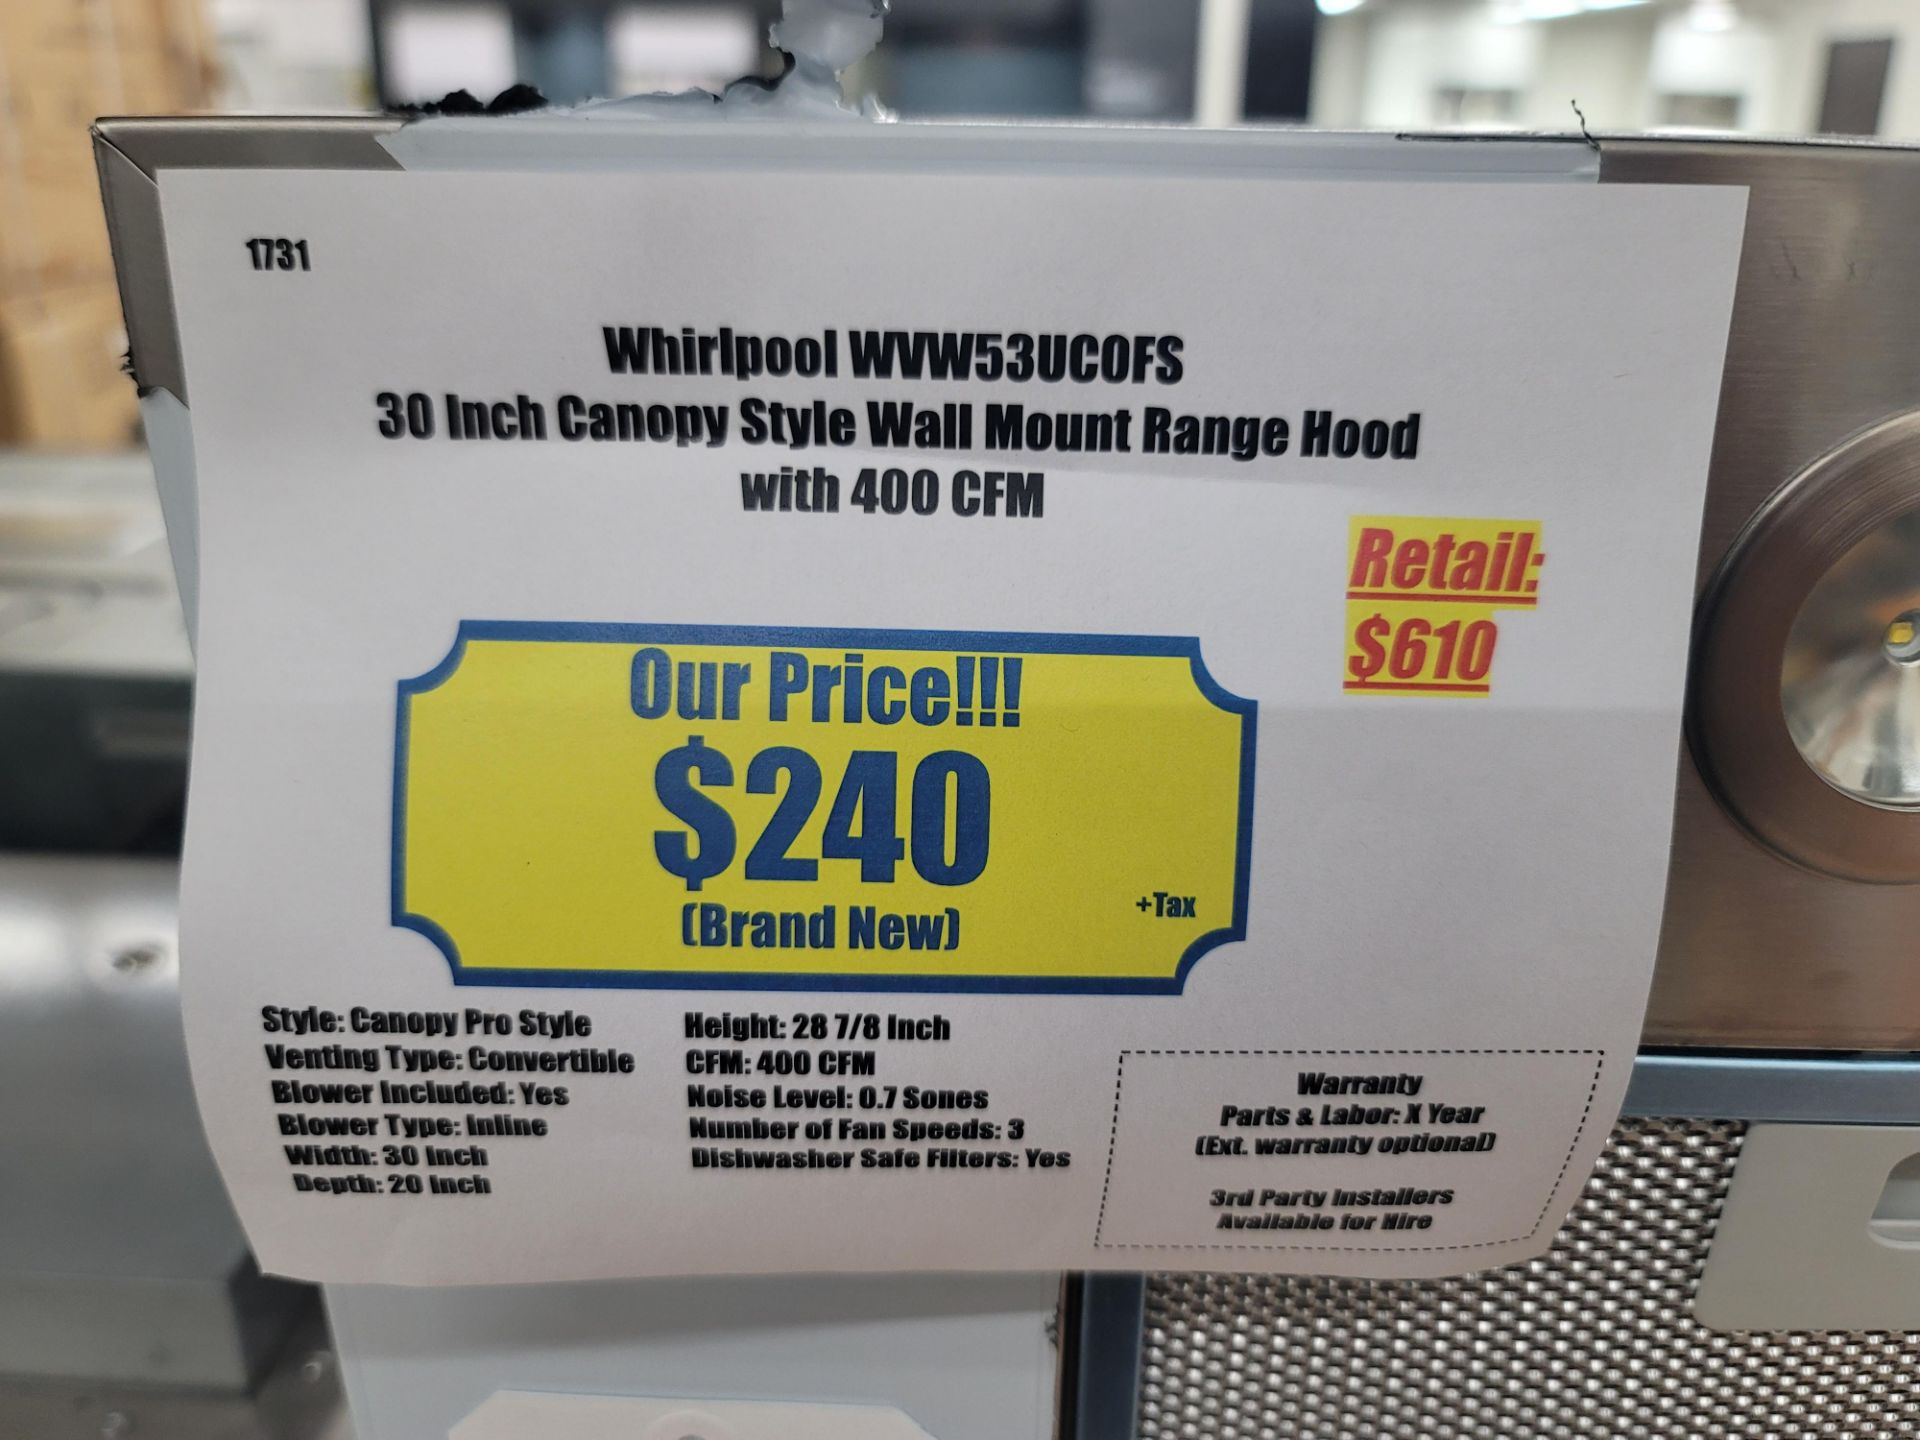 1731
Whirlpool WVW53UC0FS
30 Inch Canopy Style Wall Mount Range Hood
with 400 CFM
Retail:
$610
Our Price!!!
$240
(Brand New)
+Tax
Style: Canopy Pro Style
Venting Type: Convertible
Blower Included: Yes
Blower Type: Inline
Width: 30 Inch
Depth: 20 Inch
Height: 28 7/8 Inch
CFM: 400 CFM
Noise Level: 0.7 Sones
Number of Fan Speeds: 3
Dishwasher Safe Filters: Yes
Warranty
Parts & Labor: X Year
(Ext. warranty optional)
3rd Party Installers
Available for Hire